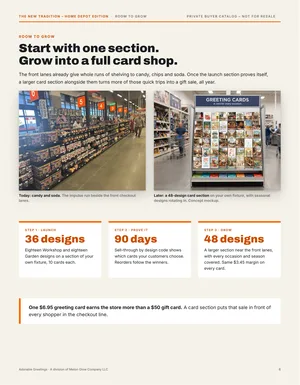 THE NEW TRADITION – HOME DEPOT EDITION · ROOM TO GROW
PRIVATE BUYER CATALOG – NOT FOR RESALE
ROOM TO GROW
Start with one section.
Grow into a full card shop.
The front lanes already give whole runs of shelving to candy, chips and soda. Once the launch section proves itself,
a larger card section alongside them turns more of those quick trips into a gift sale, all year.
GREETING CARDS
Today: candy and soda. The impulse run beside the front-checkout
lanes.
Later: a 48-design card section on your own fixture, with seasonal
designs rotating in. Concept mockup.
STEP 1 · LAUNCH
36 designs
Eighteen Workshop and eighteen
Garden designs on a section of your
own fixture, 10 cards each.
STEP 2 · PROVE IT
90 days
Sell-through by design code shows
which cards your customers choose.
Reorders follow the winners.
STEP 3 · GROW
48 designs
A larger section near the front lanes,
with every occasion and season
covered. Same $3.45 margin on
every card.
One $6.95 greeting card earns the store more than a $50 gift card. A card section puts that sale in front of
every shopper in the checkout line.